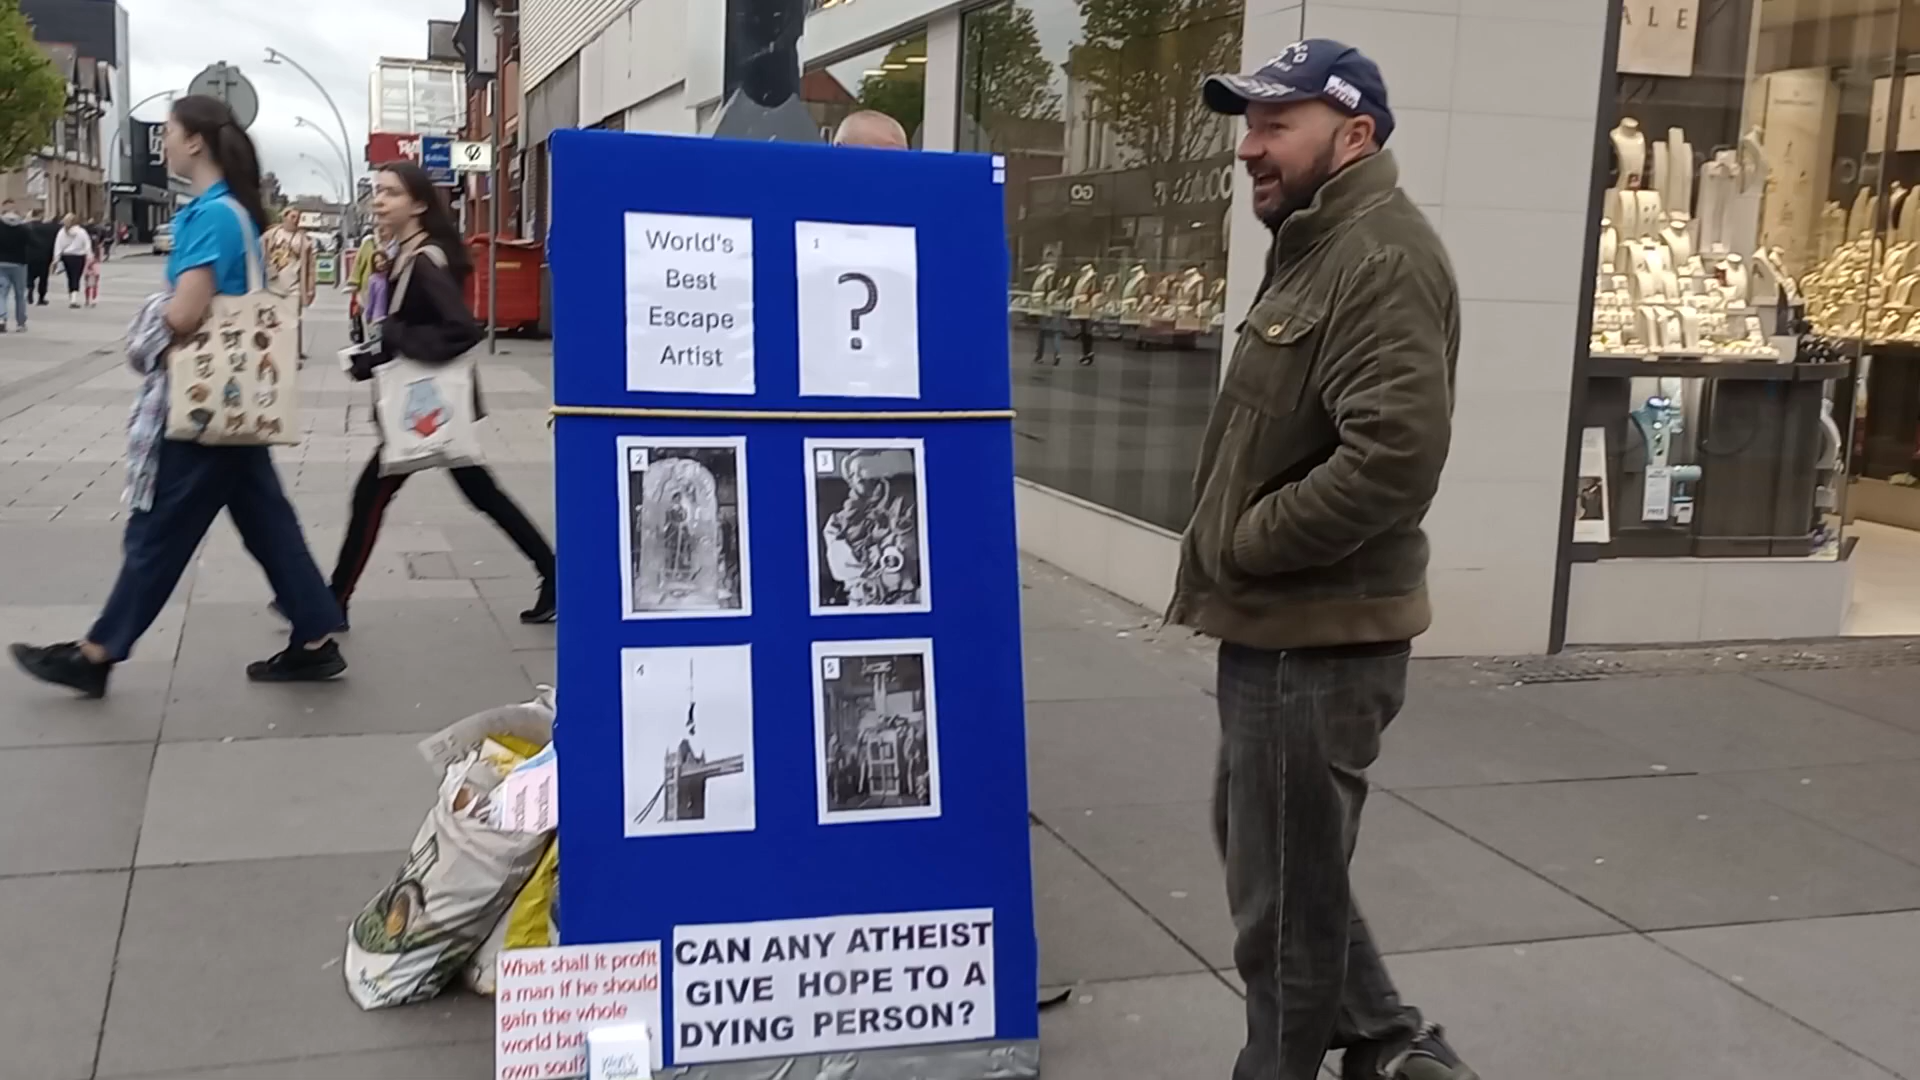 World's
Best
Escape
Artist
1
?
2
3
4
5
CAN ANY ATHEIST
GIVE HOPE TO A
DYING PERSON?
What shall it profit
a man if he should
gain the whole
world but
own soul?
ALE